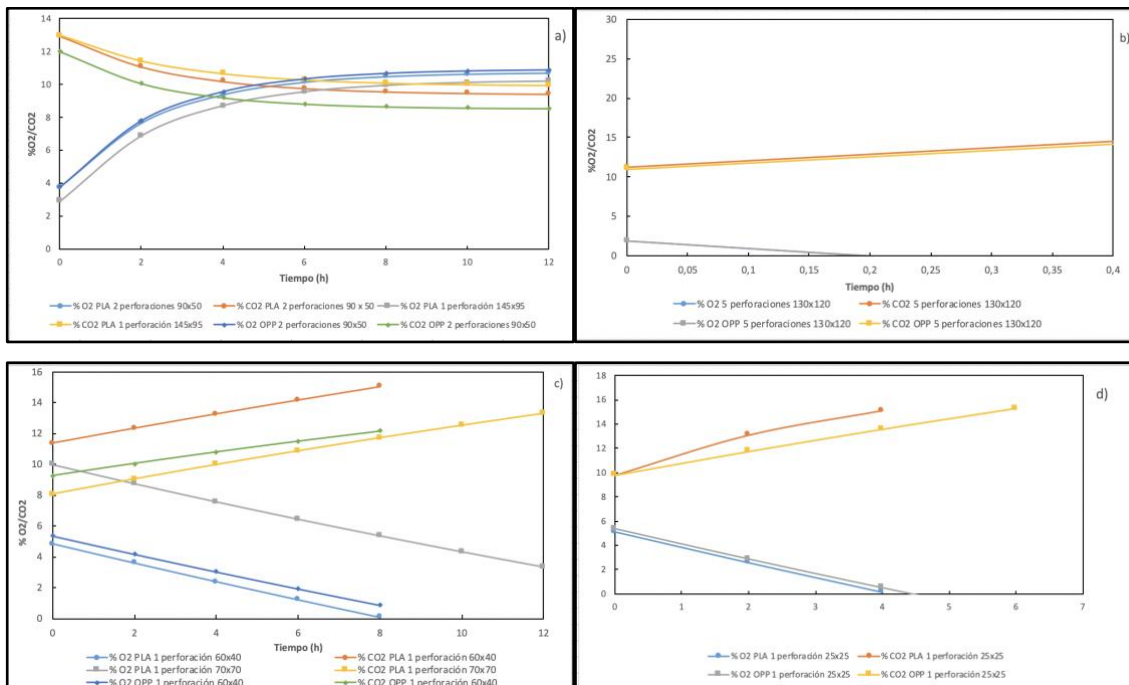 a)
14
12
10
8
6
4
2
0
%O2/CO2
0 2 4 6 8 10 12
Tiempo (h)
% O2 PLA 2 perforaciones 90x50 % CO2 PLA 2 perforaciones 90 x 50 % O2 PLA 1 perforación 145x95
% CO2 PLA 1 perforación 145x95 % O2 OPP 2 perforaciones 90x50 % CO2 OPP 2 perforaciones 90x50
b)
30
25
20
15
10
5
0
%O2/CO2
0 0,05 0,1 0,15 0,2 0,25 0,3 0,35 0,4
Tiempo (h)
% O2 5 perforaciones 130x120 % CO2 5 perforaciones 130x120
% O2 OPP 5 perforaciones 130x120 % CO2 OPP 5 perforaciones 130x120
c)
16
14
12
10
8
6
4
2
0
% O2/CO2
0 2 4 6 8 10 12
Tiempo (h)
% O2 PLA 1 perforación 60x40 % CO2 PLA 1 perforación 60x40
% O2 PLA 1 perforación 70x70 % CO2 PLA 1 perforación 70x70
% O2 OPP 1 perforación 60x40 % CO2 OPP 1 perforación 60x40
d)
18
16
14
12
10
8
6
4
2
0
0 1 2 3 4 5 6 7
% O2 PLA 1 perforación 25x25 % CO2 PLA 1 perforación 25x25
% O2 OPP 1 perforación 25x25 % CO2 OPP 1 perforación 25x25